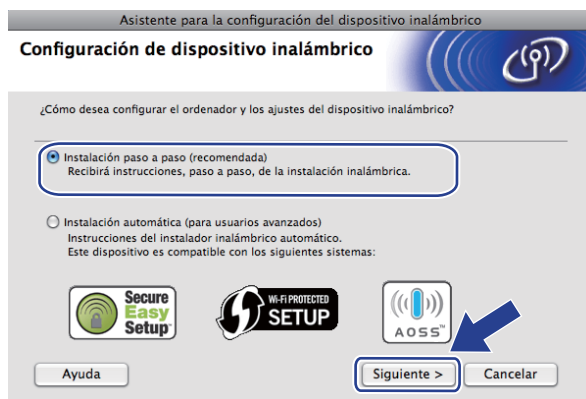 Asistente para la configuración del dispositivo inalámbrico
Configuración de dispositivo inalámbrico
¿Cómo desea configurar el ordenador y los ajustes del dispositivo inalámbrico?
Instalación paso a paso (recomendada)
Recibirá instrucciones, paso a paso, de la instalación inalámbrica.
Instalación automática (para usuarios avanzados)
Instrucciones del instalador inalámbrico automático.
Este dispositivo es compatible con los siguientes sistemas:
Secure
Easy
Setup™
Wi-Fi PROTECTED
SETUP
AOSS™
Ayuda
Siguiente >
Cancelar